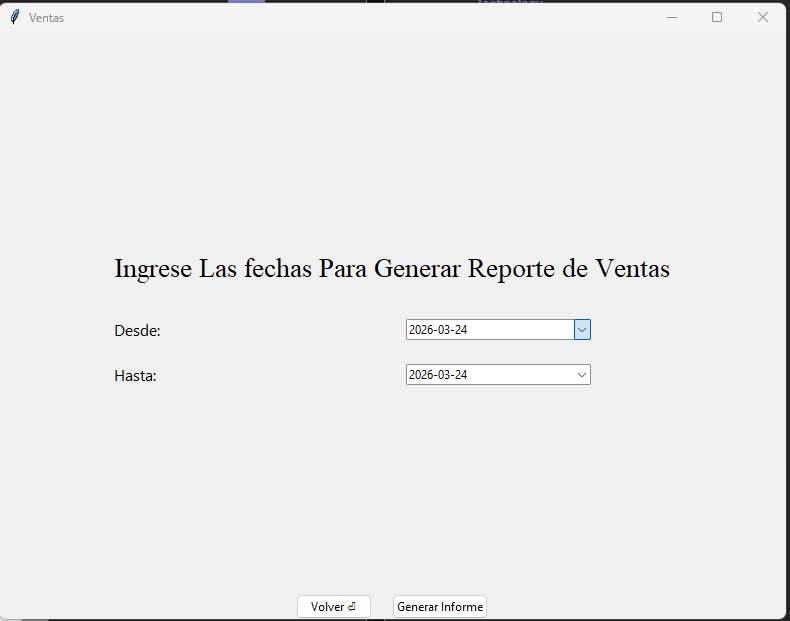 Ventas
Ingrese Las fechas Para Generar Reporte de Ventas
Desde: 2026-03-24
Hasta: 2026-03-24
Volver ⏎ Generar Informe